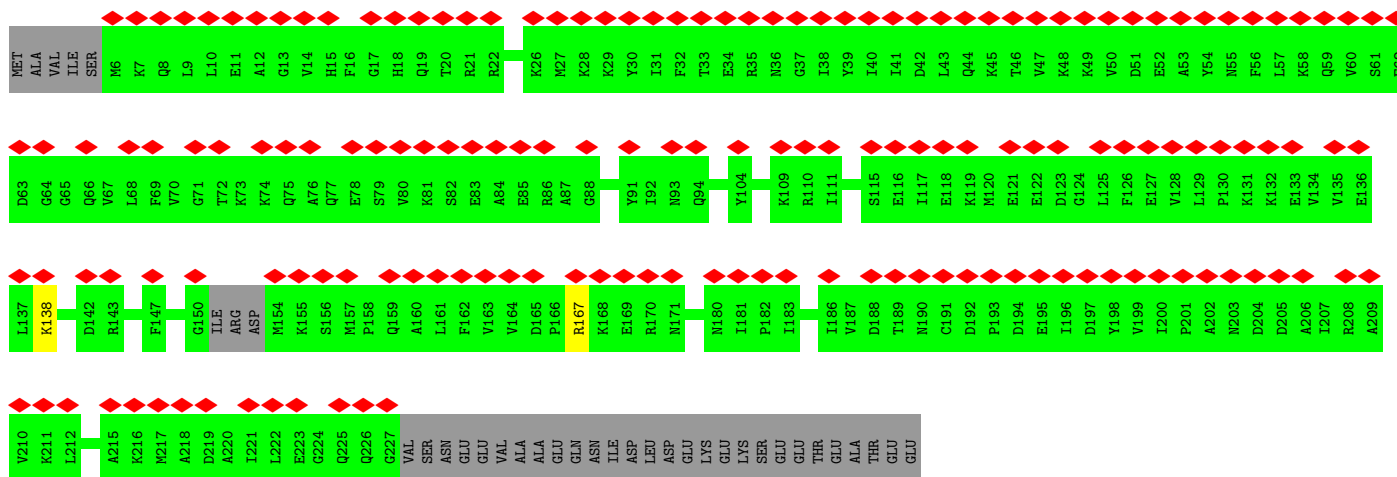 MET ALA VAL ILE SER M6 K7 Q8 L9 L10 E11 A12 G13 V14 H15 F16 G17 H18 Q19 T20 R21 R22 K26 M27 K28 K29 Y30 I31 F32 T33 E34 R35 N36 G37 I38 Y39 I40 I41 D42 L43 Q44 K45 T46 V47 K48 K49 V50 D51 E52 A53 Y54 N55 F56 L57 K58 Q59 V60 S61
D63 G64 G65 Q66 V67 L68 F69 V70 G71 T72 K73 K74 Q75 A76 Q77 E78 S79 V80 K81 S82 E83 A84 E85 R86 A87 G88 Y91 I92 N93 Q94 Y104 K109 R110 I111 S115 E116 I117 E118 K119 M120 E121 E122 D123 G124 L125 F126 E127 V128 L129 P130 K131 K132 E133 V134 V135 E136
L137 K138 D142 R143 F147 G150 ILE ARG ASP M154 K155 S156 M157 P158 Q159 A160 L161 F162 V163 V164 D165 P166 R167 K168 E169 R170 N171 N180 I181 P182 I183 I186 V187 D188 T189 N190 C191 D192 P193 D194 E195 I196 D197 Y198 V199 I200 P201 A202 N203 D204 D205 A206 I207 R208 A209
V210 K211 L212 A215 K216 M217 A218 D219 A220 I221 L222 E223 G224 Q225 Q226 G227 VAL SER ASN GLU GLU VAL ALA ALA GLU GLN ASN ILE ASP LEU ASP GLU LYS GLU LYS SER GLU GLU THR GLU ALA THR GLU GLU